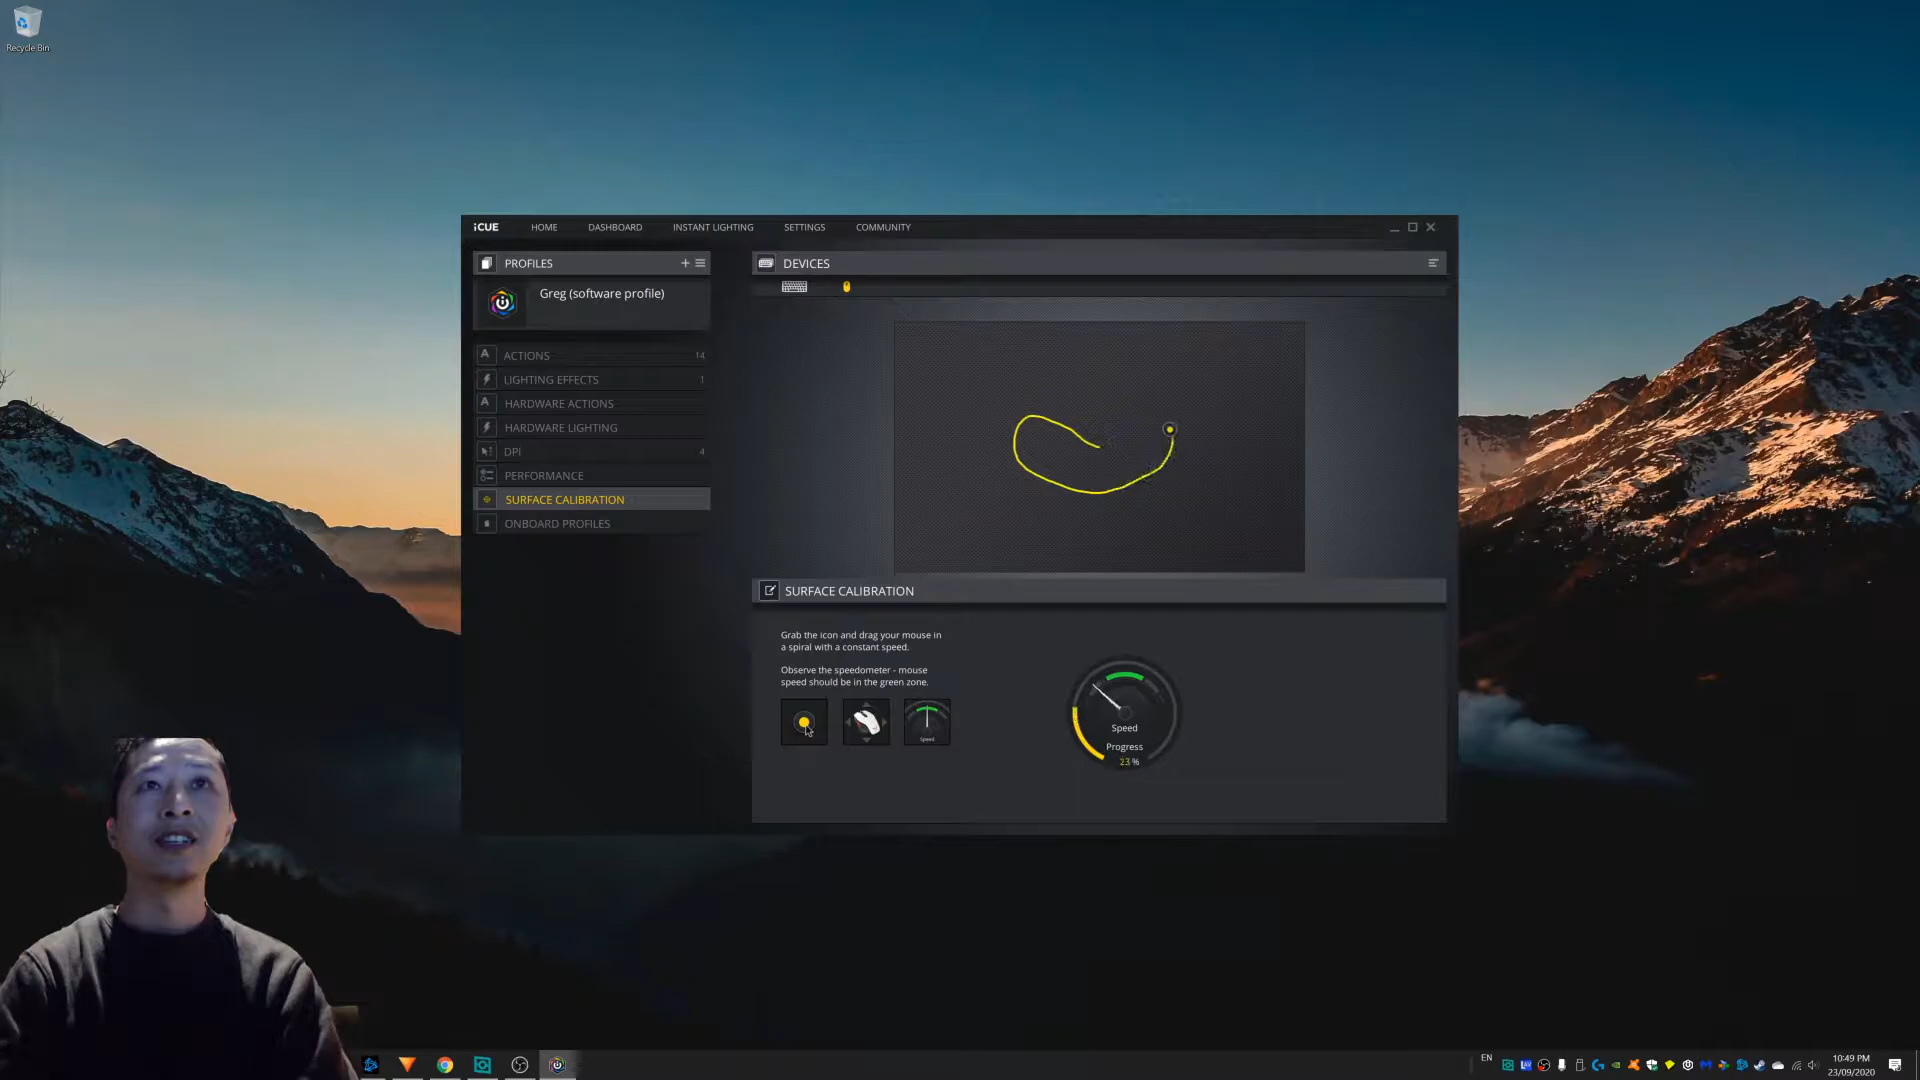 Recycle Bin
iCUE HOME DASHBOARD INSTANT LIGHTING SETTINGS COMMUNITY
PROFILES
Greg (software profile)
ACTIONS 14
LIGHTING EFFECTS 1
HARDWARE ACTIONS
HARDWARE LIGHTING
DPI 4
PERFORMANCE
SURFACE CALIBRATION
ONBOARD PROFILES
DEVICES
SURFACE CALIBRATION
Grab the icon and drag your mouse in
a spiral with a constant speed.
Observe the speedometer - mouse
speed should be in the green zone.
Speed
Speed
Progress
23 %
EN
10:49 PM
23/09/2020